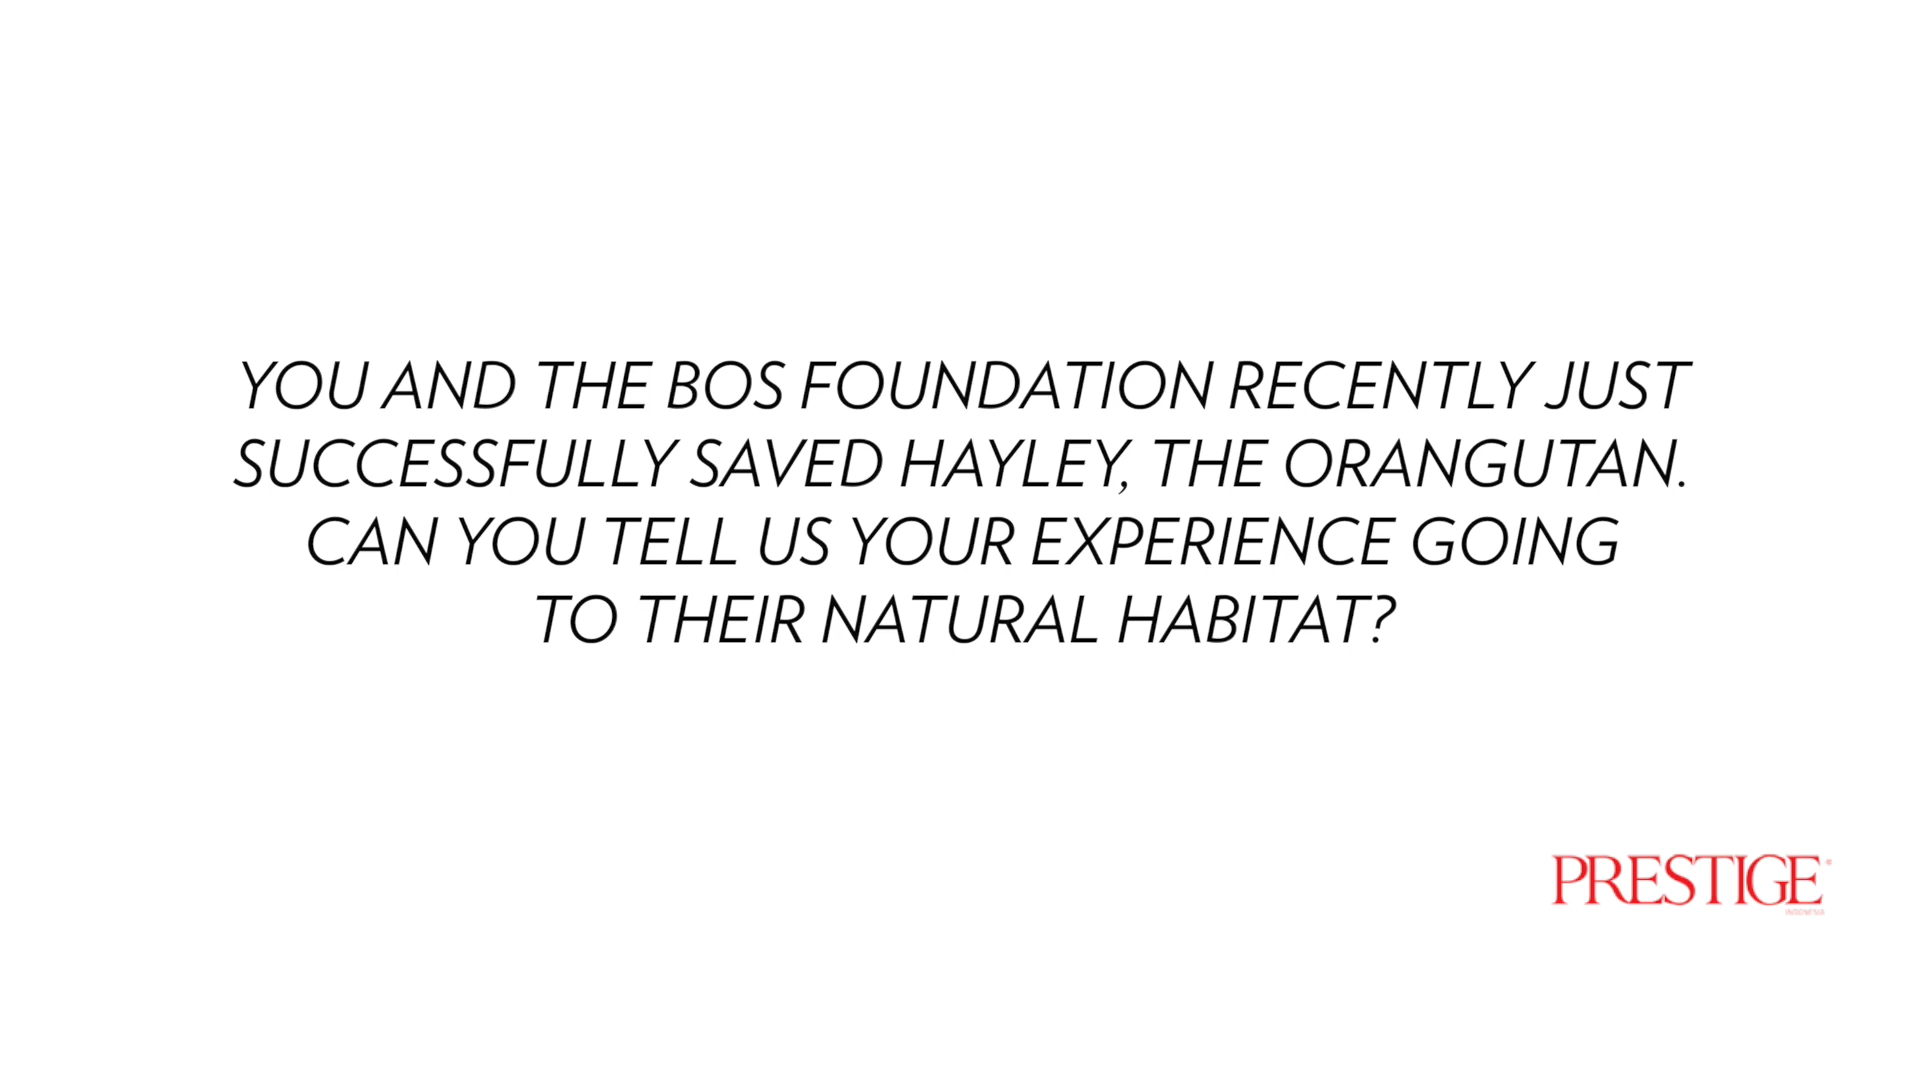 YOU AND THE BOS FOUNDATION RECENTLY JUST
SUCCESSFULLY SAVED HAYLEY, THE ORANGUTAN.
CAN YOU TELL US YOUR EXPERIENCE GOING
TO THEIR NATURAL HABITAT?
PRESTIGE
INDONESIA